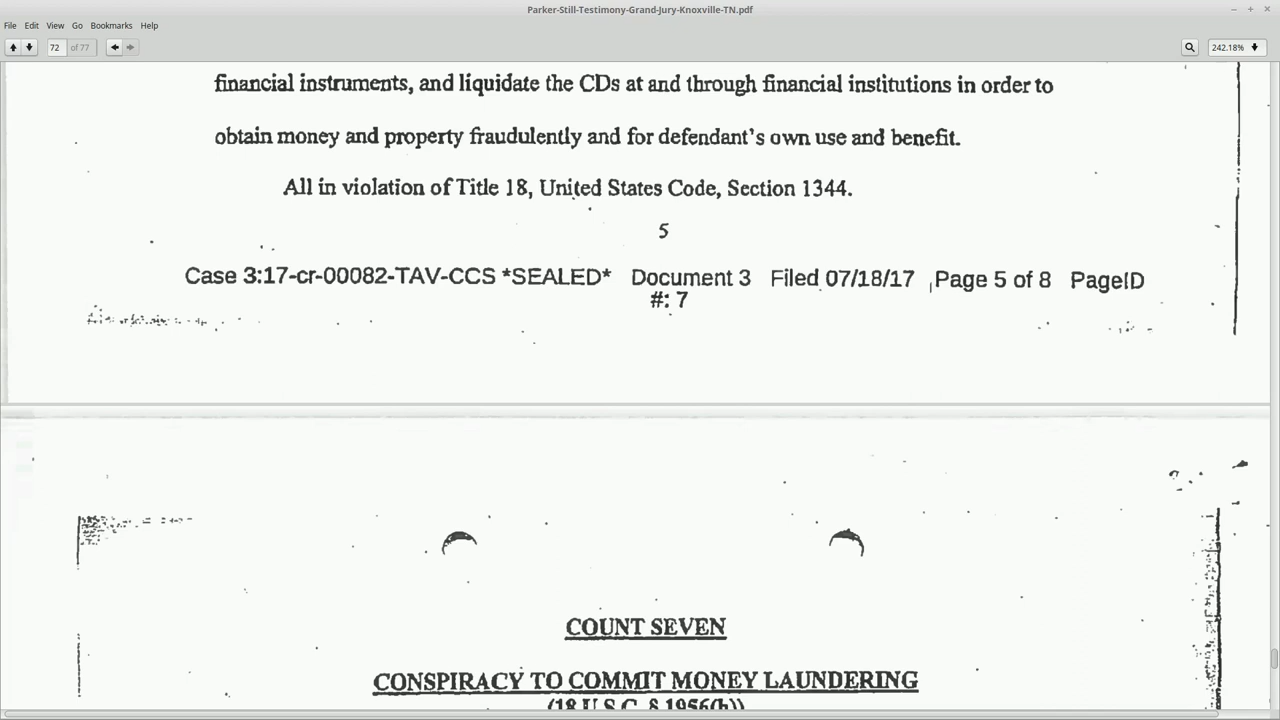 Parker-Still-Testimony-Grand-Jury-Knoxville-TN.pdf
File Edit View Go Bookmarks Help
72 of 77 242.18%
financial instruments, and liquidate the CDs at and through financial institutions in order to
obtain money and property fraudulently and for defendant's own use and benefit.
All in violation of Title 18, United States Code, Section 1344.
5
Case 3:17-cr-00082-TAV-CCS *SEALED* Document 3 Filed 07/18/17 Page 5 of 8 PageID
#: 7
COUNT SEVEN
CONSPIRACY TO COMMIT MONEY LAUNDERING
(18 U.S.C. § 1956(h))